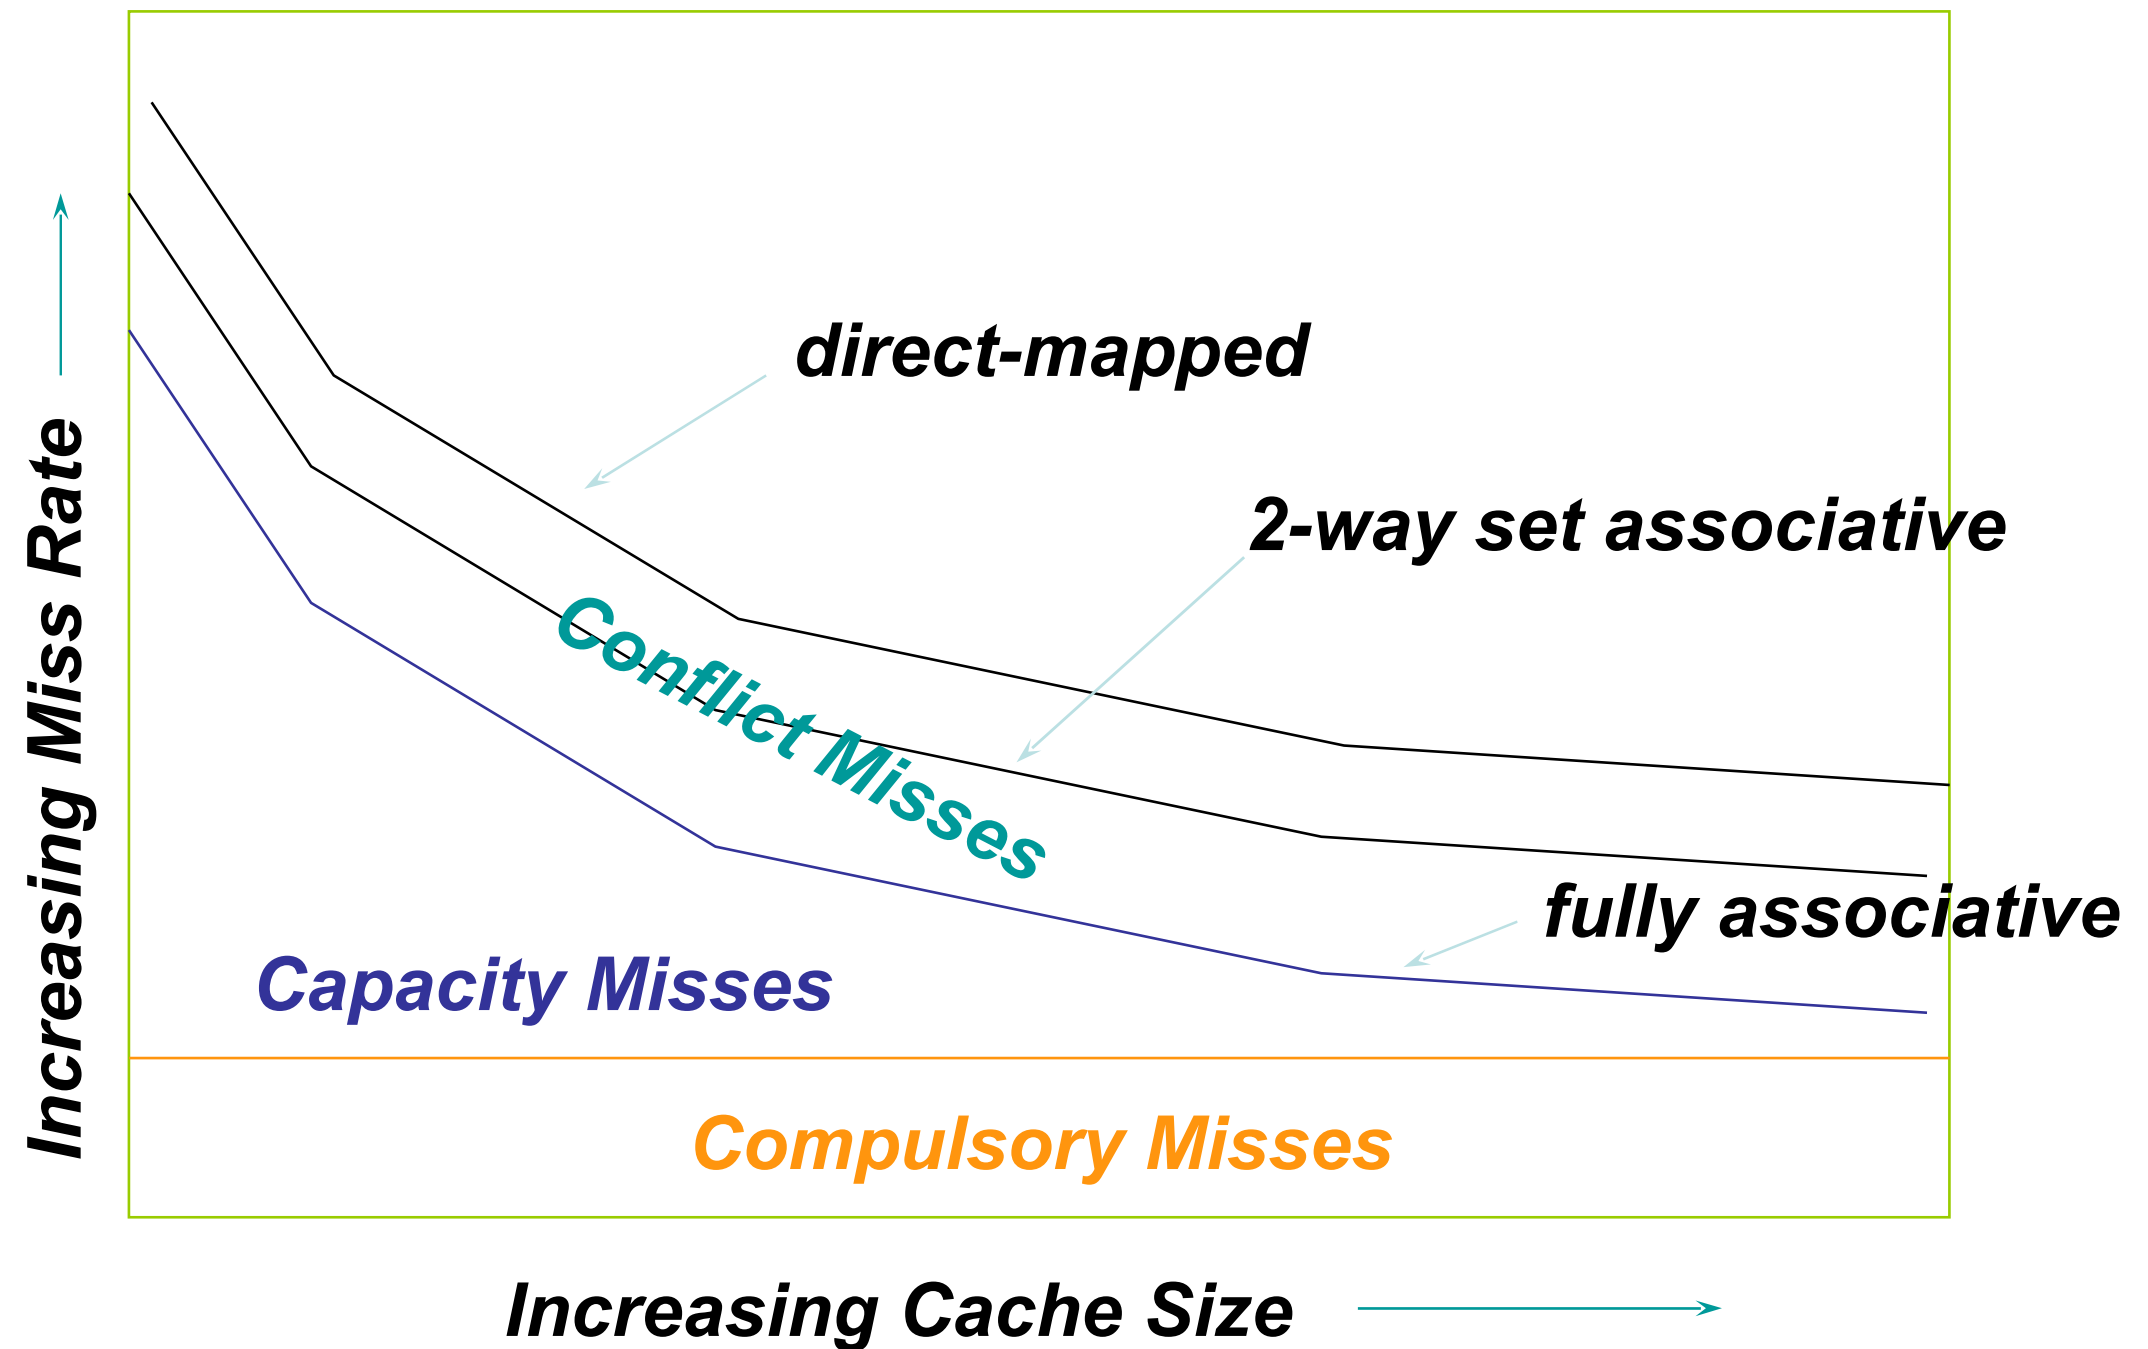 direct-mapped
2-way set associative
Increasing Miss Rate
Conflict Misses
fully associative
Capacity Misses
Compulsory Misses
Increasing Cache Size